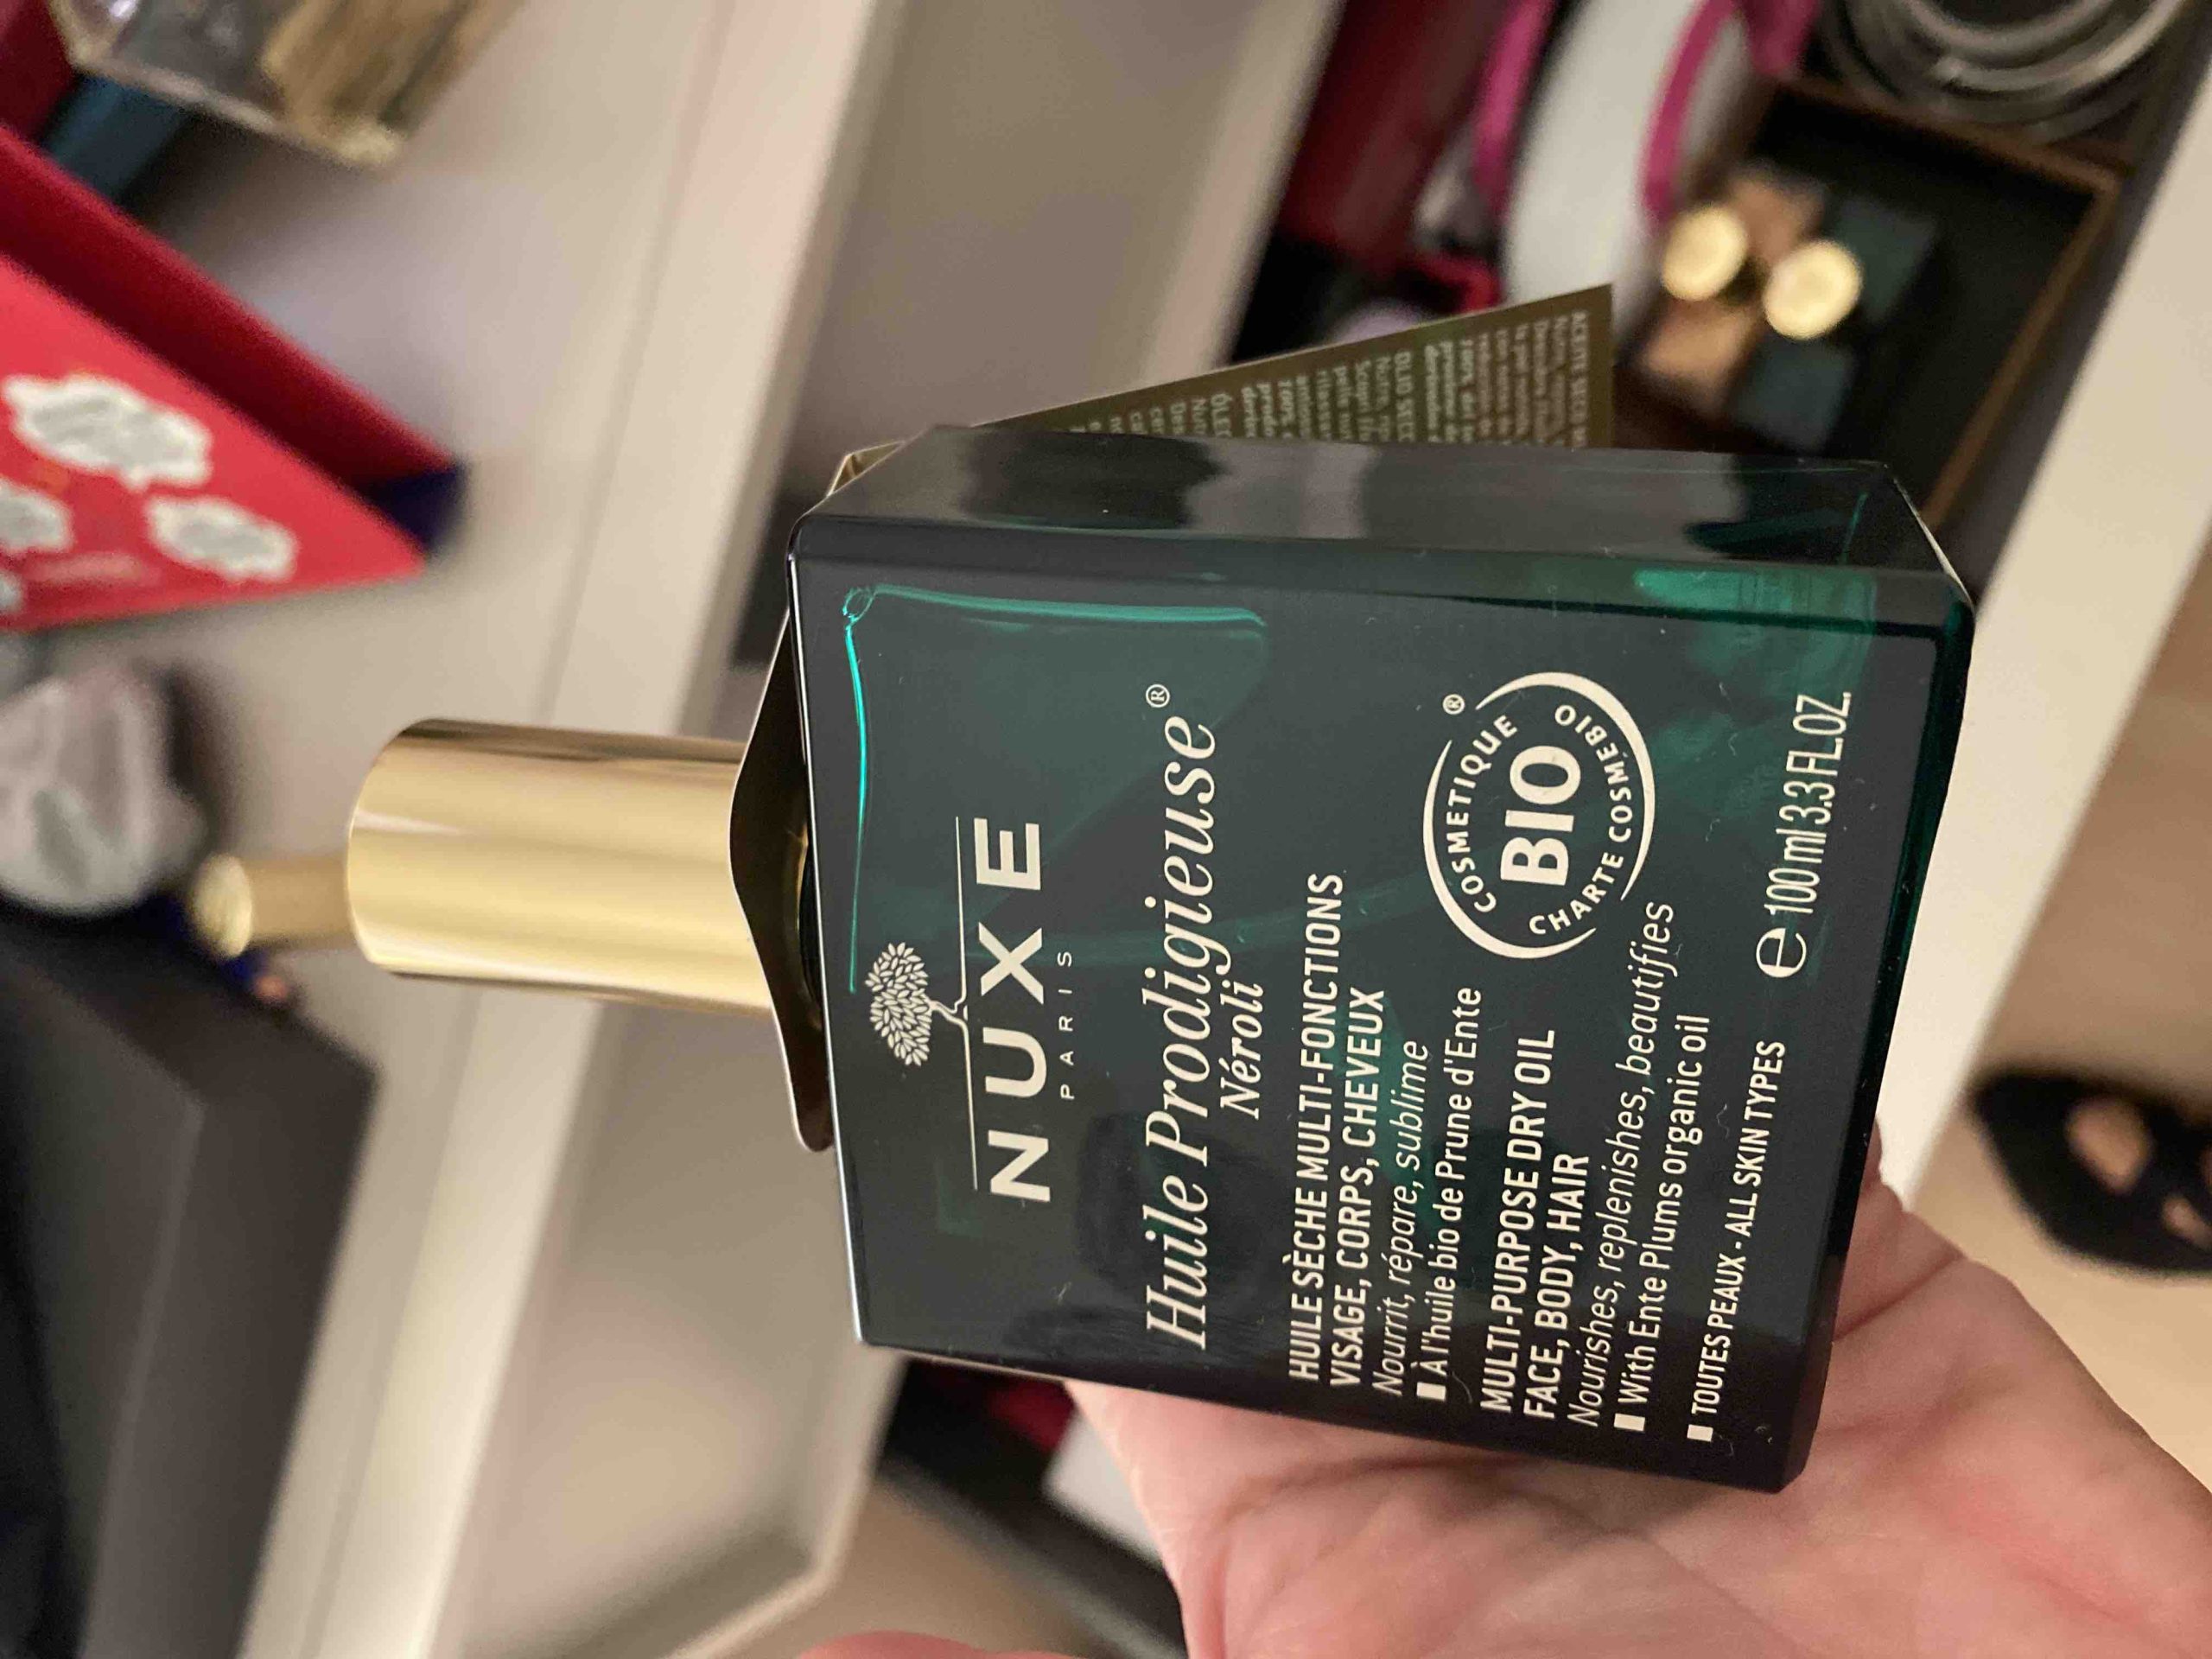 NUXE
PARIS
Huile Prodigieuse®
Néroli
HUILE SÈCHE MULTI-FONCTIONS
VISAGE, CORPS, CHEVEUX
Nourrit, répare, sublime
À l'huile bio de Prune d'Ente
MULTI-PURPOSE DRY OIL
FACE, BODY, HAIR
Nourishes, replenishes, beautifies
With Ente Plums organic oil
TOUTES PEAUX - ALL SKIN TYPES
COSMETIQUE ®
BIO
CHARTE COSMEBIO
e 100 ml 3.3 FL.OZ.